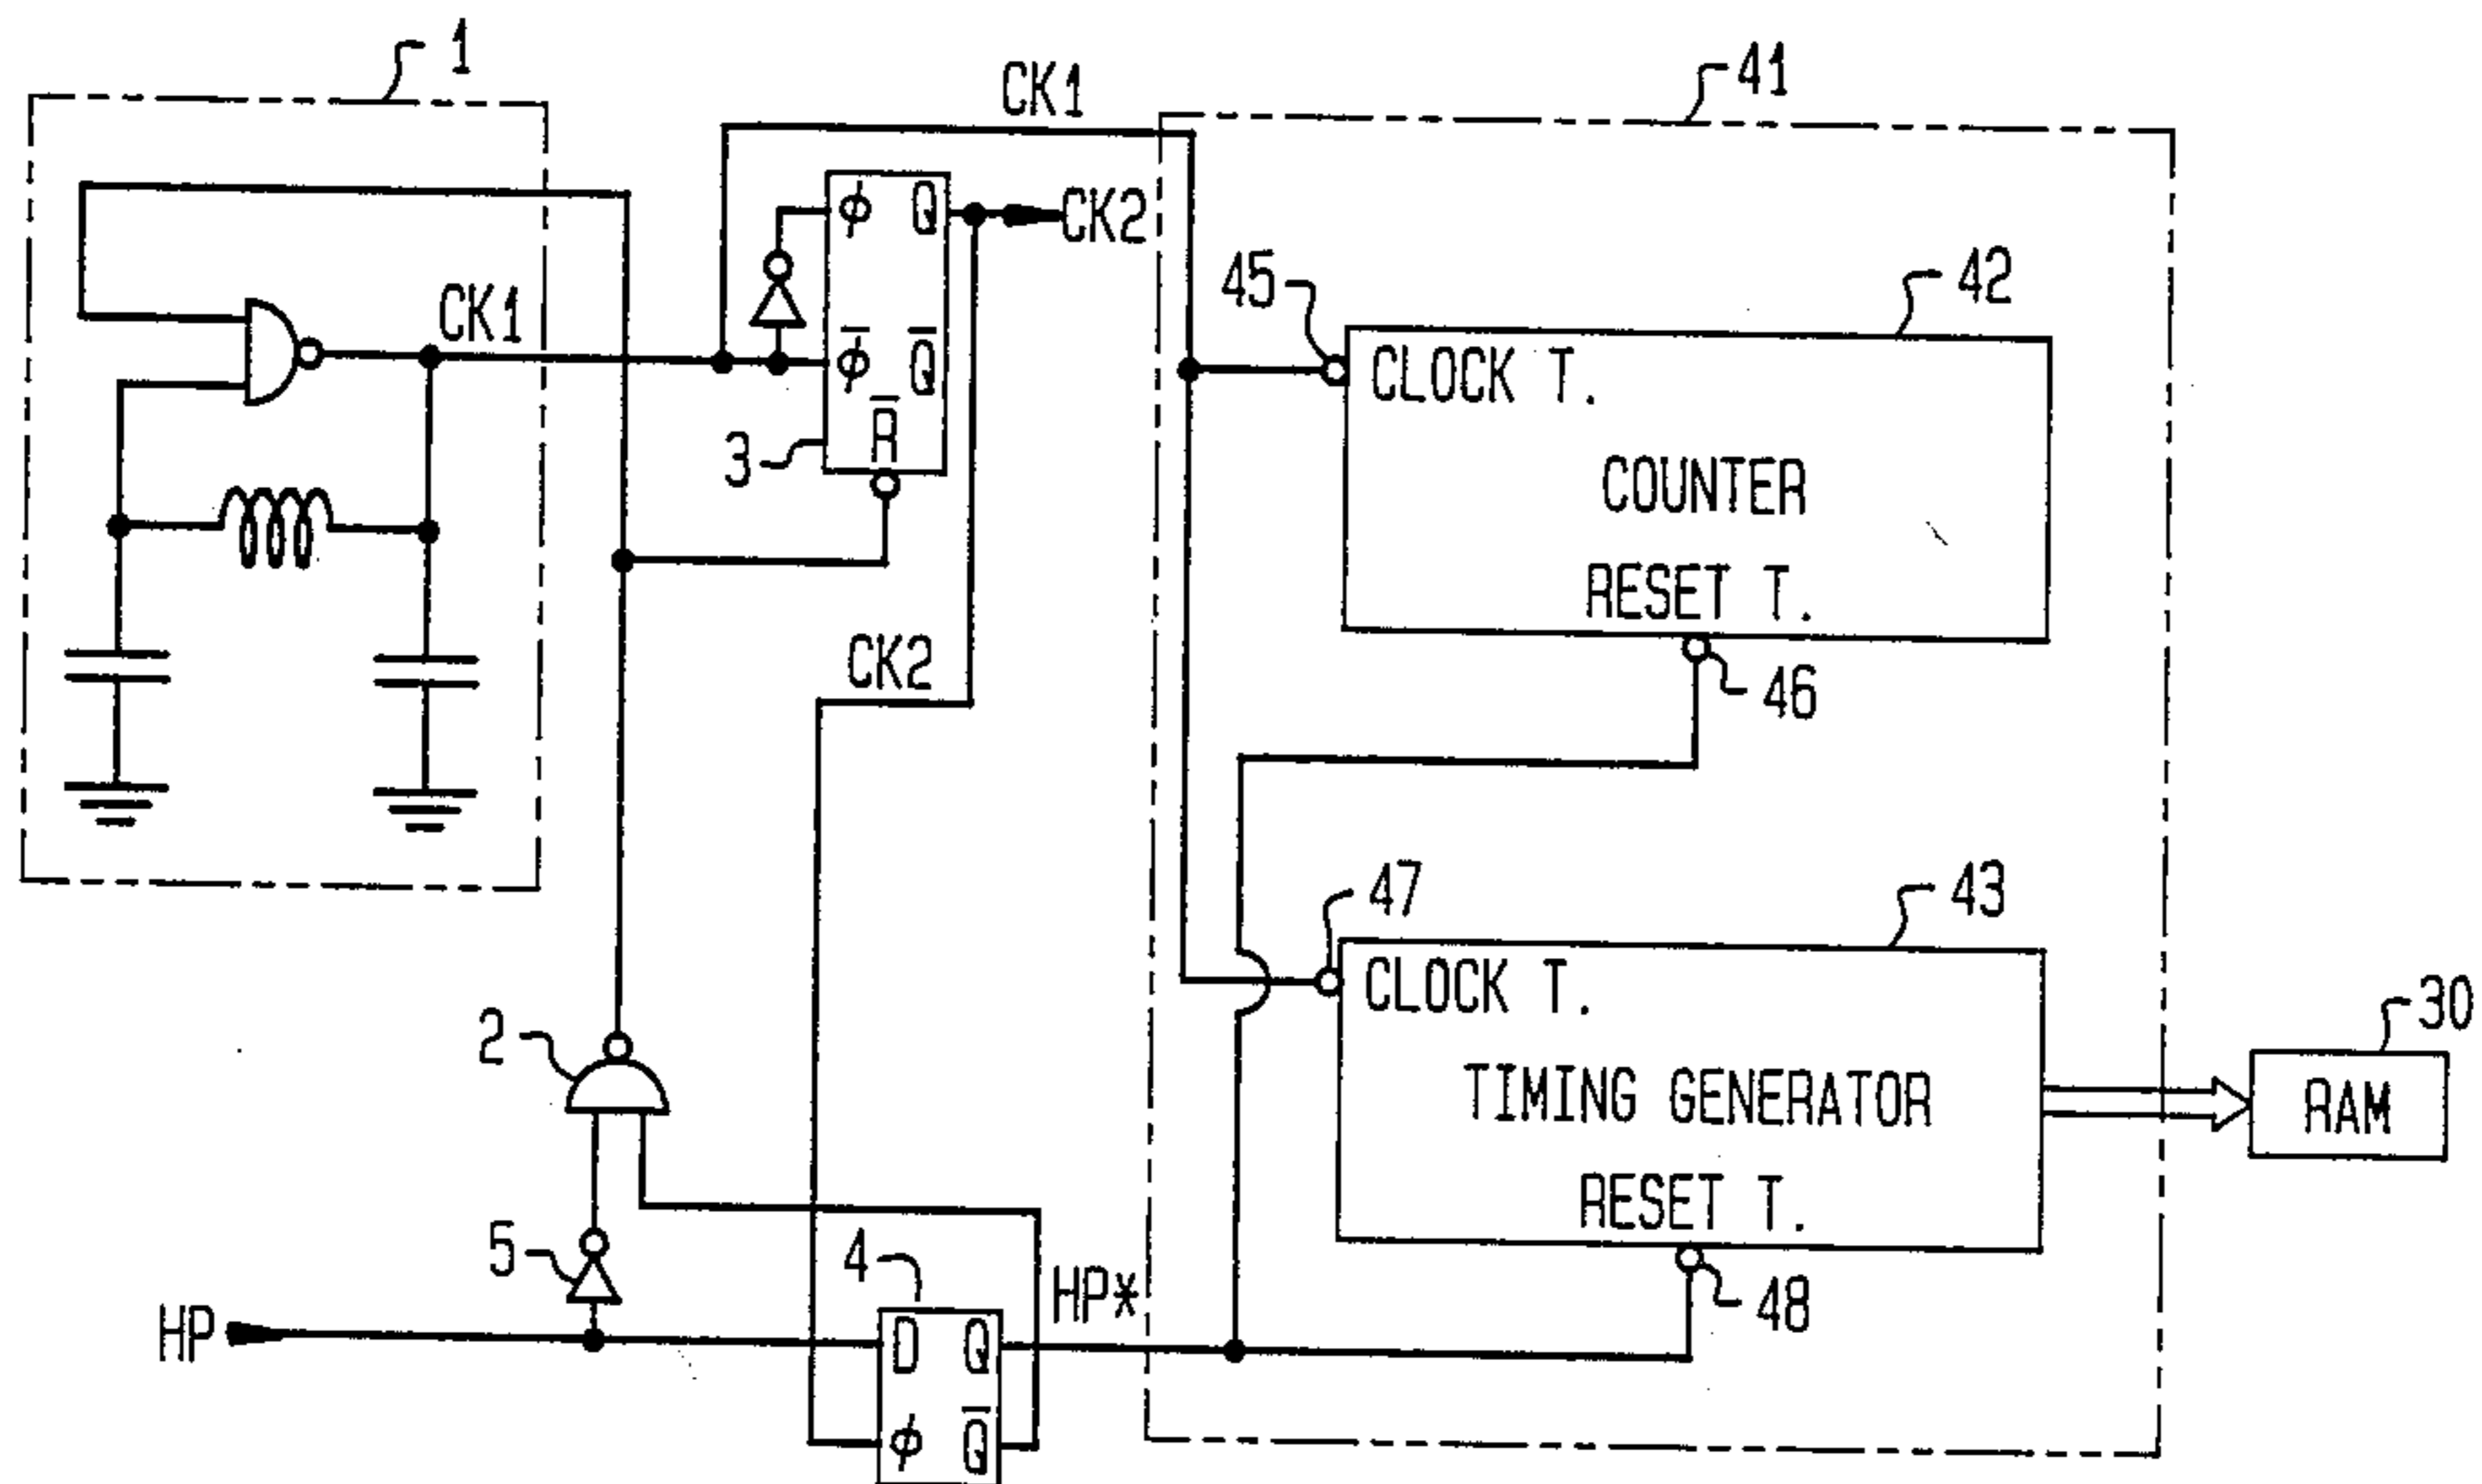 1
CK1
41
CK1
ϕ Q
CK2
ϕ̅ Q̅
R̅
3
45
42
CLOCK T.
COUNTER
RESET T.
46
CK2
47
43
CLOCK T.
TIMING GENERATOR
RESET T.
48
30
RAM
2
5
4
HP
HP*
D Q
ϕ Q̅